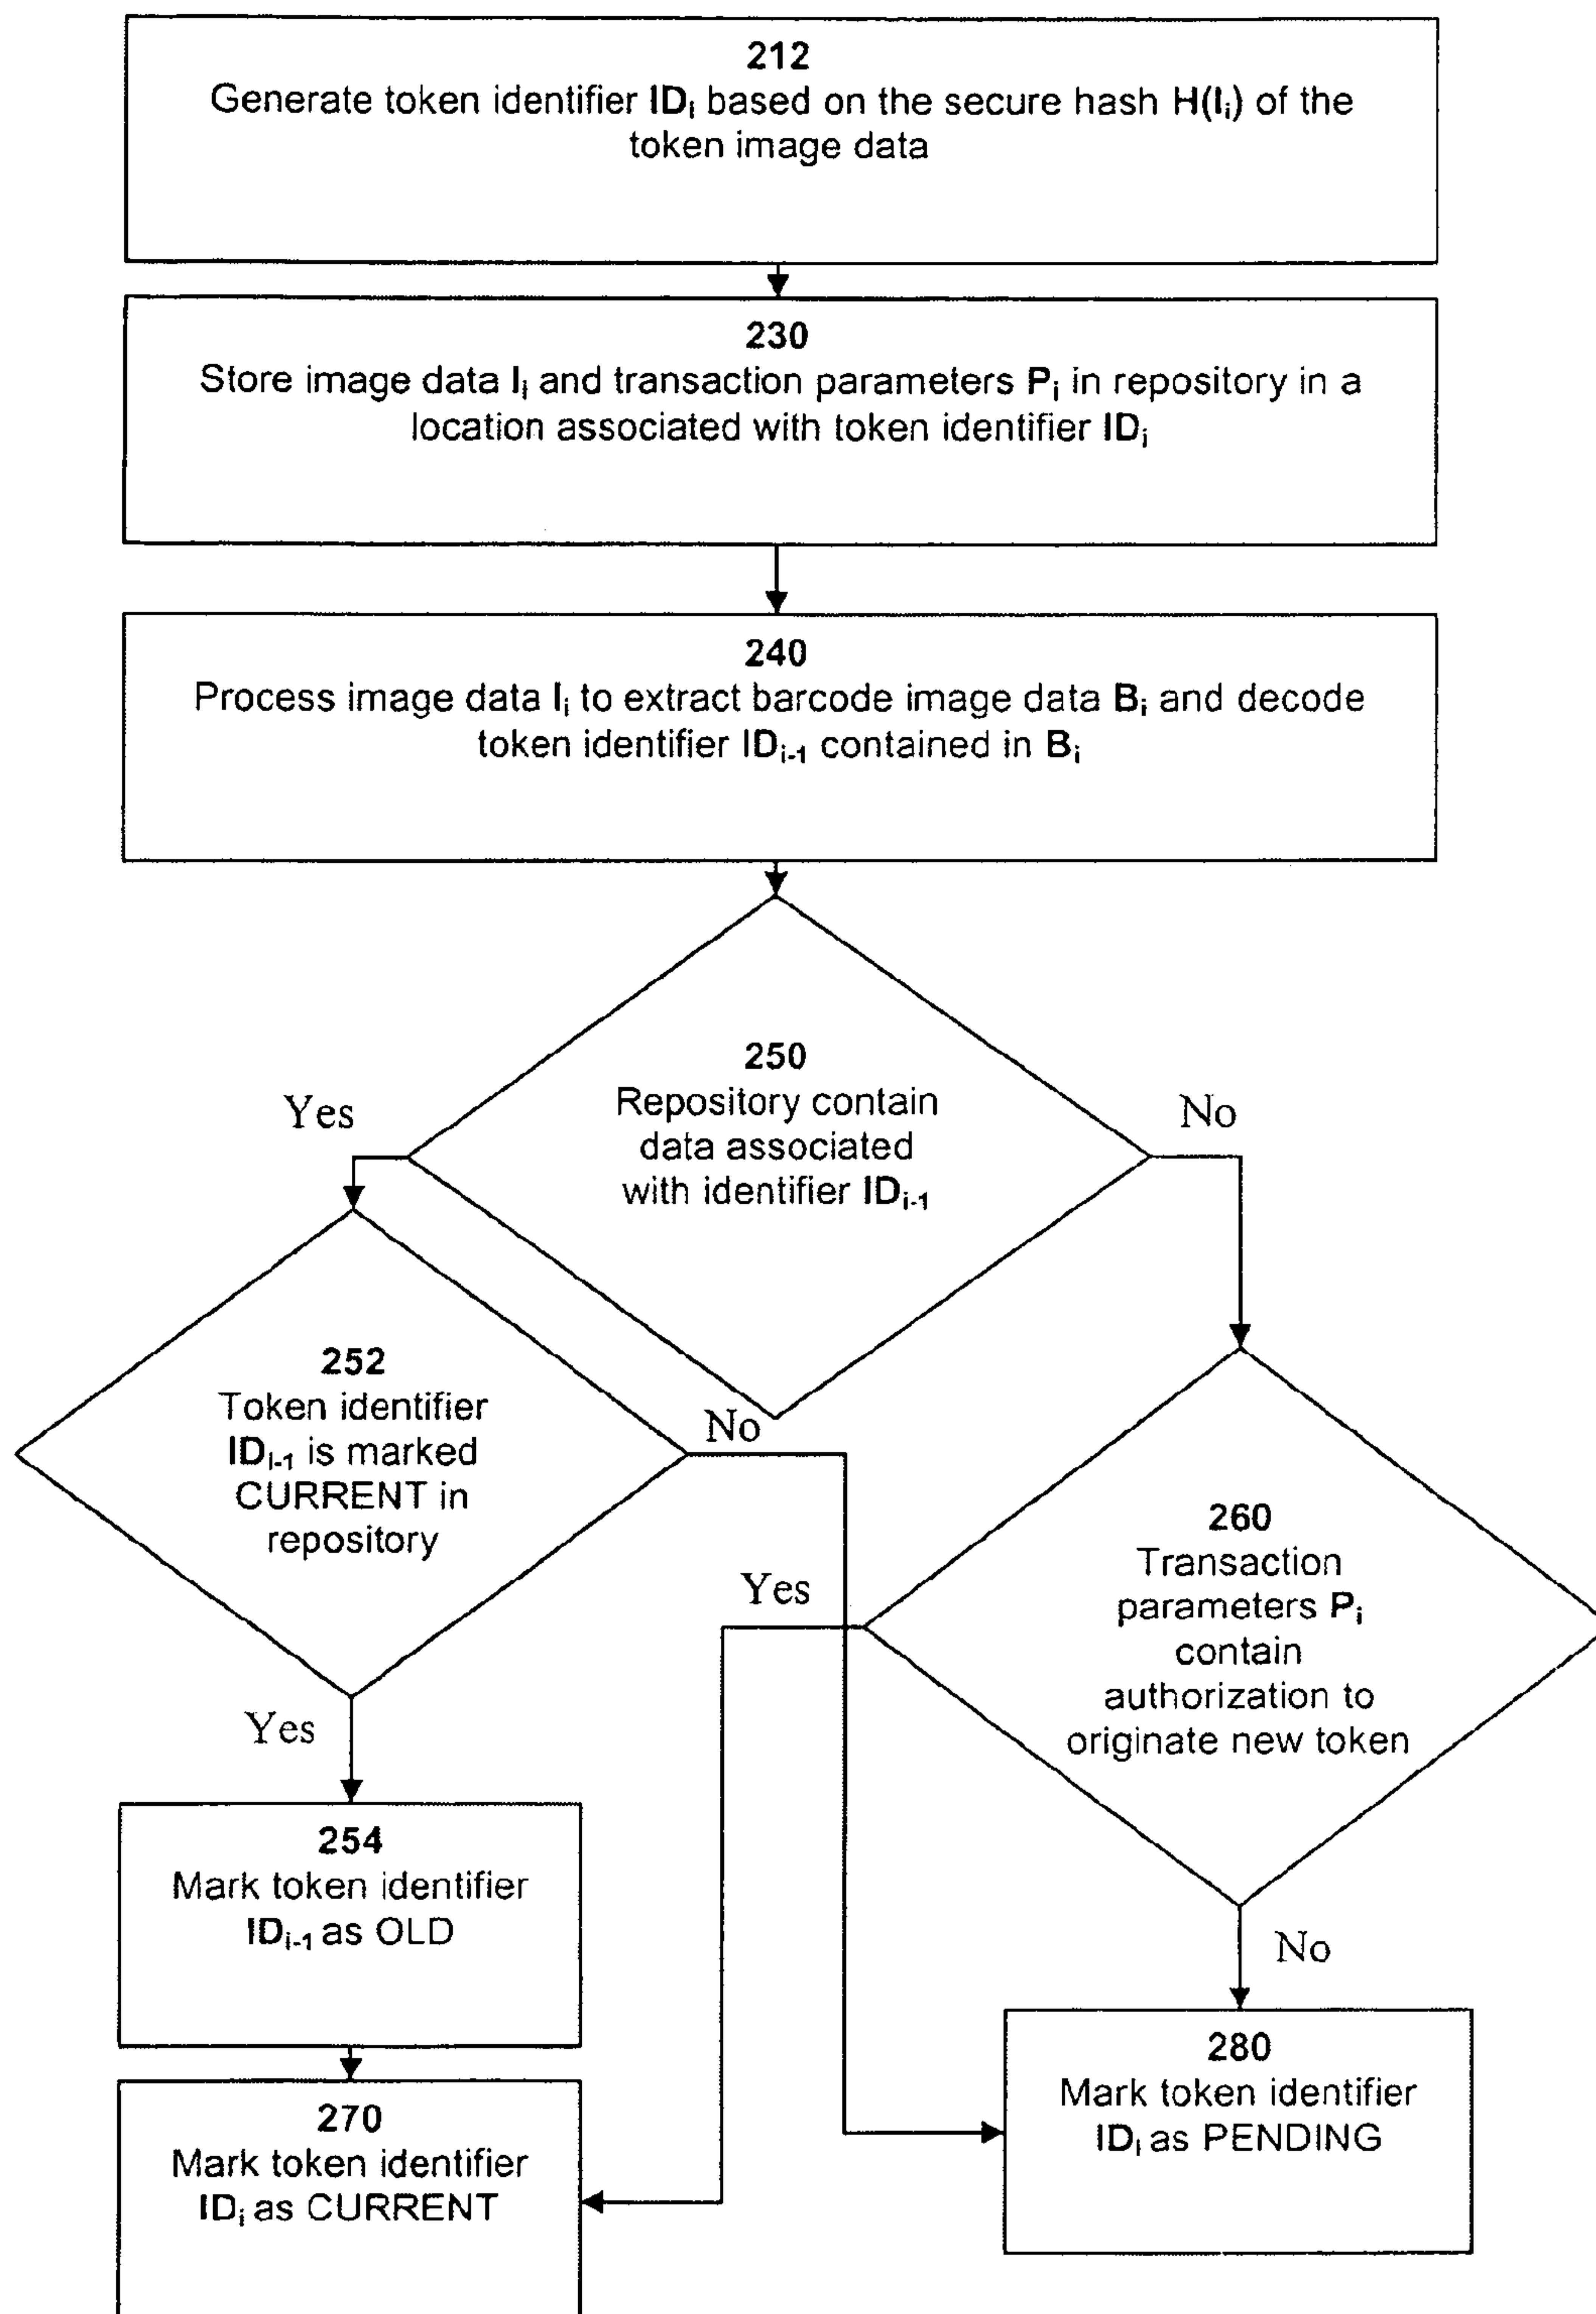 212
Generate token identifier IDᵢ based on the secure hash H(Iᵢ) of the
token image data
230
Store image data Iᵢ and transaction parameters Pᵢ in repository in a
location associated with token identifier IDᵢ
240
Process image data Iᵢ to extract barcode image data Bᵢ and decode
token identifier IDᵢ₋₁ contained in Bᵢ
250
Repository contain
data associated
with identifier IDᵢ₋₁
Yes
No
252
Token identifier
IDᵢ₋₁ is marked
CURRENT in
repository
No
Yes
260
Transaction
parameters Pᵢ
contain
authorization to
originate new token
Yes
No
254
Mark token identifier
IDᵢ₋₁ as OLD
270
Mark token identifier
IDᵢ as CURRENT
280
Mark token identifier
IDᵢ as PENDING